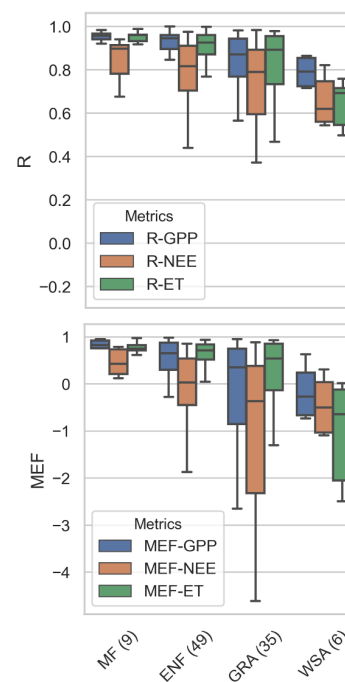 1.0
0.8
0.6
0.4
0.2
0.0
−0.2
R
Metrics
R-GPP
R-NEE
R-ET
1
0
−1
−2
−3
−4
MEF
Metrics
MEF-GPP
MEF-NEE
MEF-ET
MF (9)
ENF (49)
GRA (35)
WSA (6)